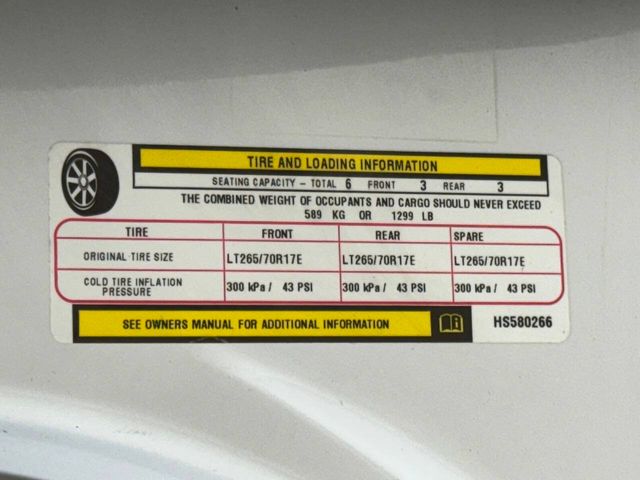 TIRE AND LOADING INFORMATION
SEATING CAPACITY – TOTAL 6 FRONT 3 REAR 3
THE COMBINED WEIGHT OF OCCUPANTS AND CARGO SHOULD NEVER EXCEED
589 KG OR 1299 LB
TIRE FRONT REAR SPARE
ORIGINAL TIRE SIZE LT265/70R17E LT265/70R17E LT265/70R17E
COLD TIRE INFLATION
PRESSURE 300 kPa / 43 PSI 300 kPa / 43 PSI 300 kPa / 43 PSI
SEE OWNERS MANUAL FOR ADDITIONAL INFORMATION HS580266